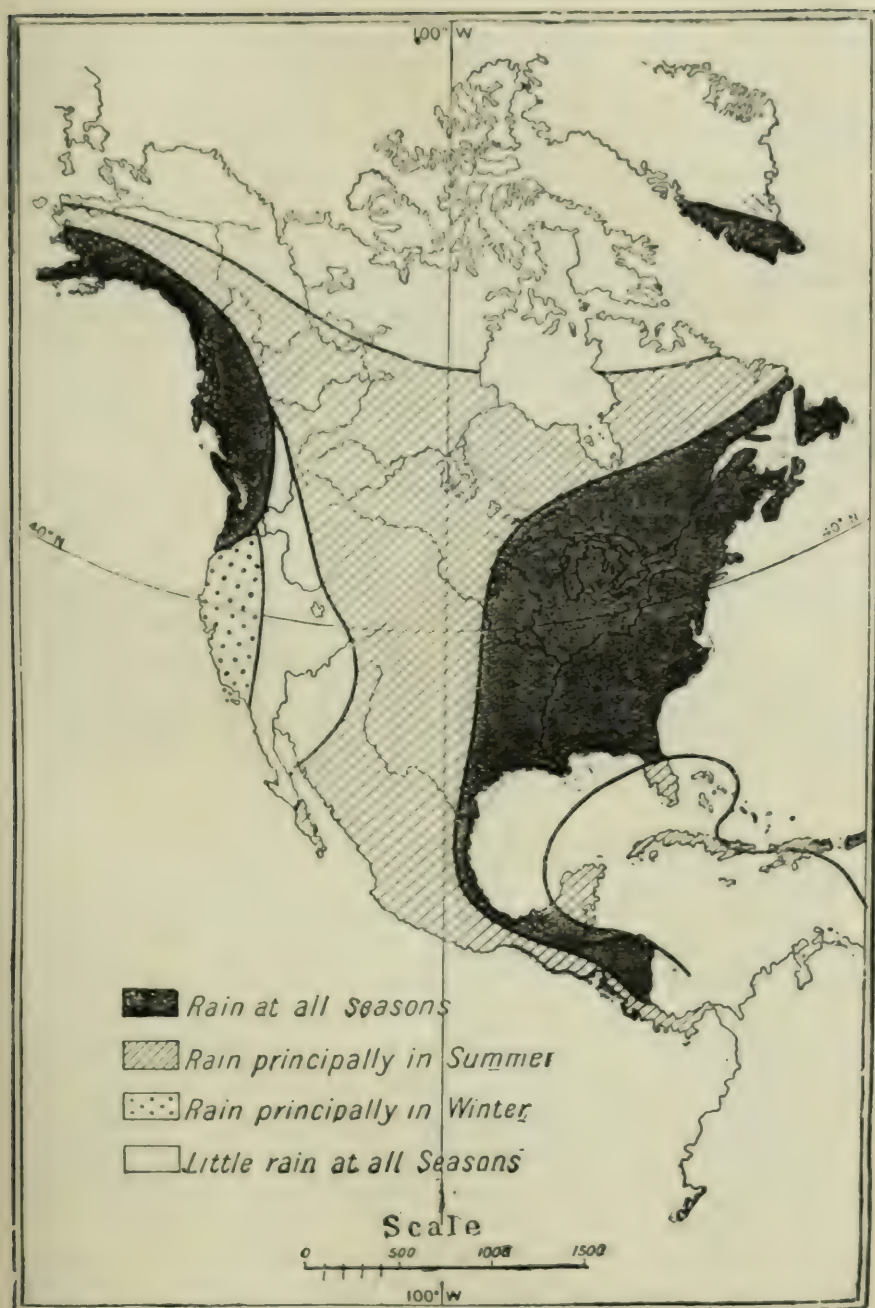 100° W
40° N
40° N
Rain at all Seasons
Rain principally in Summer
Rain principally in Winter
Little rain at all Seasons
Scale
0 500 1000 1500
100° W